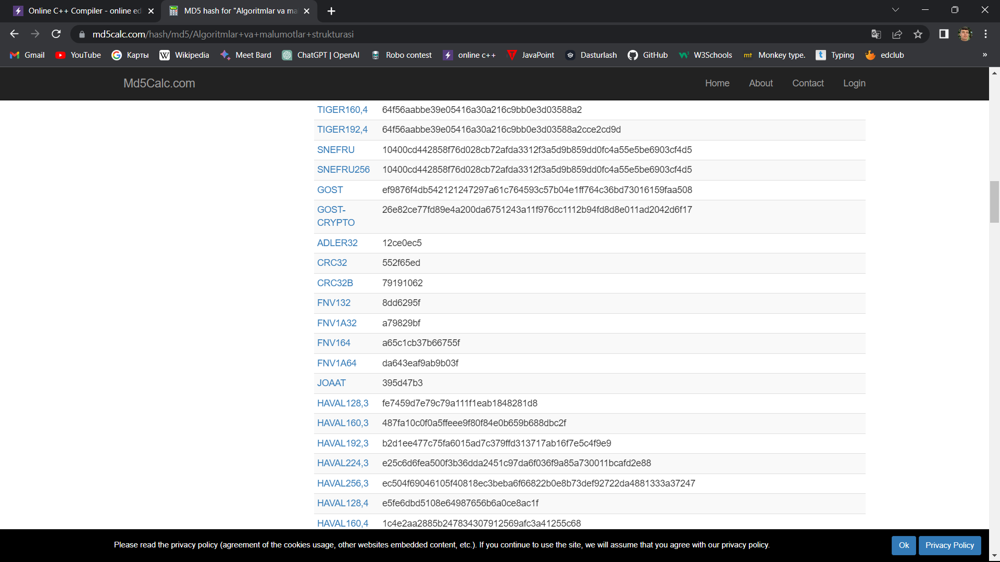 Online C++ Compiler - online ed
MD5 hash for "Algoritmlar va ma
md5calc.com/hash/md5/Algoritmlar+va+malumotlar+strukturasi
Gmail YouTube Карты Wikipedia Meet Bard ChatGPT | OpenAI Robo contest online c++ JavaPoint Dasturlash GitHub W3Schools Monkey type. Typing edclub »
Md5Calc.com Home About Contact Login
TIGER160,4 64f56aabbe39e05416a30a216c9bb0e3d03588a2
TIGER192,4 64f56aabbe39e05416a30a216c9bb0e3d03588a2cce2cd9d
SNEFRU 10400cd442858f76d028cb72afda3312f3a5d9b859dd0fc4a55e5be6903cf4d5
SNEFRU256 10400cd442858f76d028cb72afda3312f3a5d9b859dd0fc4a55e5be6903cf4d5
GOST ef9876f4db542121247297a61c764593c57b04e1ff764c36bd73016159faa508
GOST- 26e82ce77fd89e4a200da6751243a11f976cc1112b94fd8d8e011ad2042d6f17
CRYPTO
ADLER32 12ce0ec5
CRC32 552f65ed
CRC32B 79191062
FNV132 8dd6295f
FNV1A32 a79829bf
FNV164 a65c1cb37b66755f
FNV1A64 da643eaf9ab9b03f
JOAAT 395d47b3
HAVAL128,3 fe7459d7e79c79a111f1eab1848281d8
HAVAL160,3 487fa10c0f0a5ffeee9f80f84e0b659b688dbc2f
HAVAL192,3 b2d1ee477c75fa6015ad7c379ffd313717ab16f7e5c4f9e9
HAVAL224,3 e25c6d6fea500f3b36dda2451c97da6f036f9a85a730011bcafd2e88
HAVAL256,3 ec504f69046105f40818ec3beba6f66822b0e8b73def92722da4881333a37247
HAVAL128,4 e5fe6dbd5108e64987656b6a0ce8ac1f
HAVAL160,4 1c4e2aa2885b247834307912569afc3a41255c68
Please read the privacy policy (agreement of the cookies usage, other websites embedded content, etc.). If you continue to use the site, we will assume that you agree with our privacy policy. Ok Privacy Policy